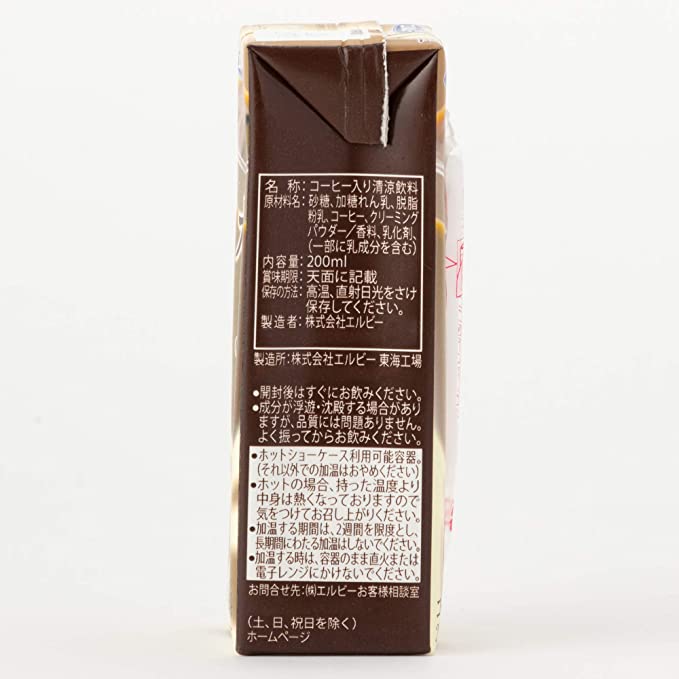 名　称：コーヒー入り清涼飲料
原材料名：砂糖、加糖れん乳、脱脂
粉乳、コーヒー、クリーミング
パウダー／香料、乳化剤、
（一部に乳成分を含む）
内容量：200ml
賞味期限：天面に記載
保存の方法：高温、直射日光をさけ
保存してください。
製造者：株式会社エルビー
製造所：株式会社エルビー 東海工場
●開封後はすぐにお飲みください。
●成分が浮遊・沈殿する場合があり
ますが、品質には問題ありません。
よく振ってからお飲みください。
●ホットショーケース利用可能容器。
（それ以外での加温はおやめください）
●ホットの場合、持った温度より
中身は熱くなっておりますので
気をつけてお召し上がりください。
●加温する期間は、2週間を限度とし、
長期間にわたる加温はしないでください。
●加温する時は、容器のまま直火または
電子レンジにかけないでください。
お問合せ先：㈱エルビーお客様相談室
（土、日、祝日を除く）
ホームページ